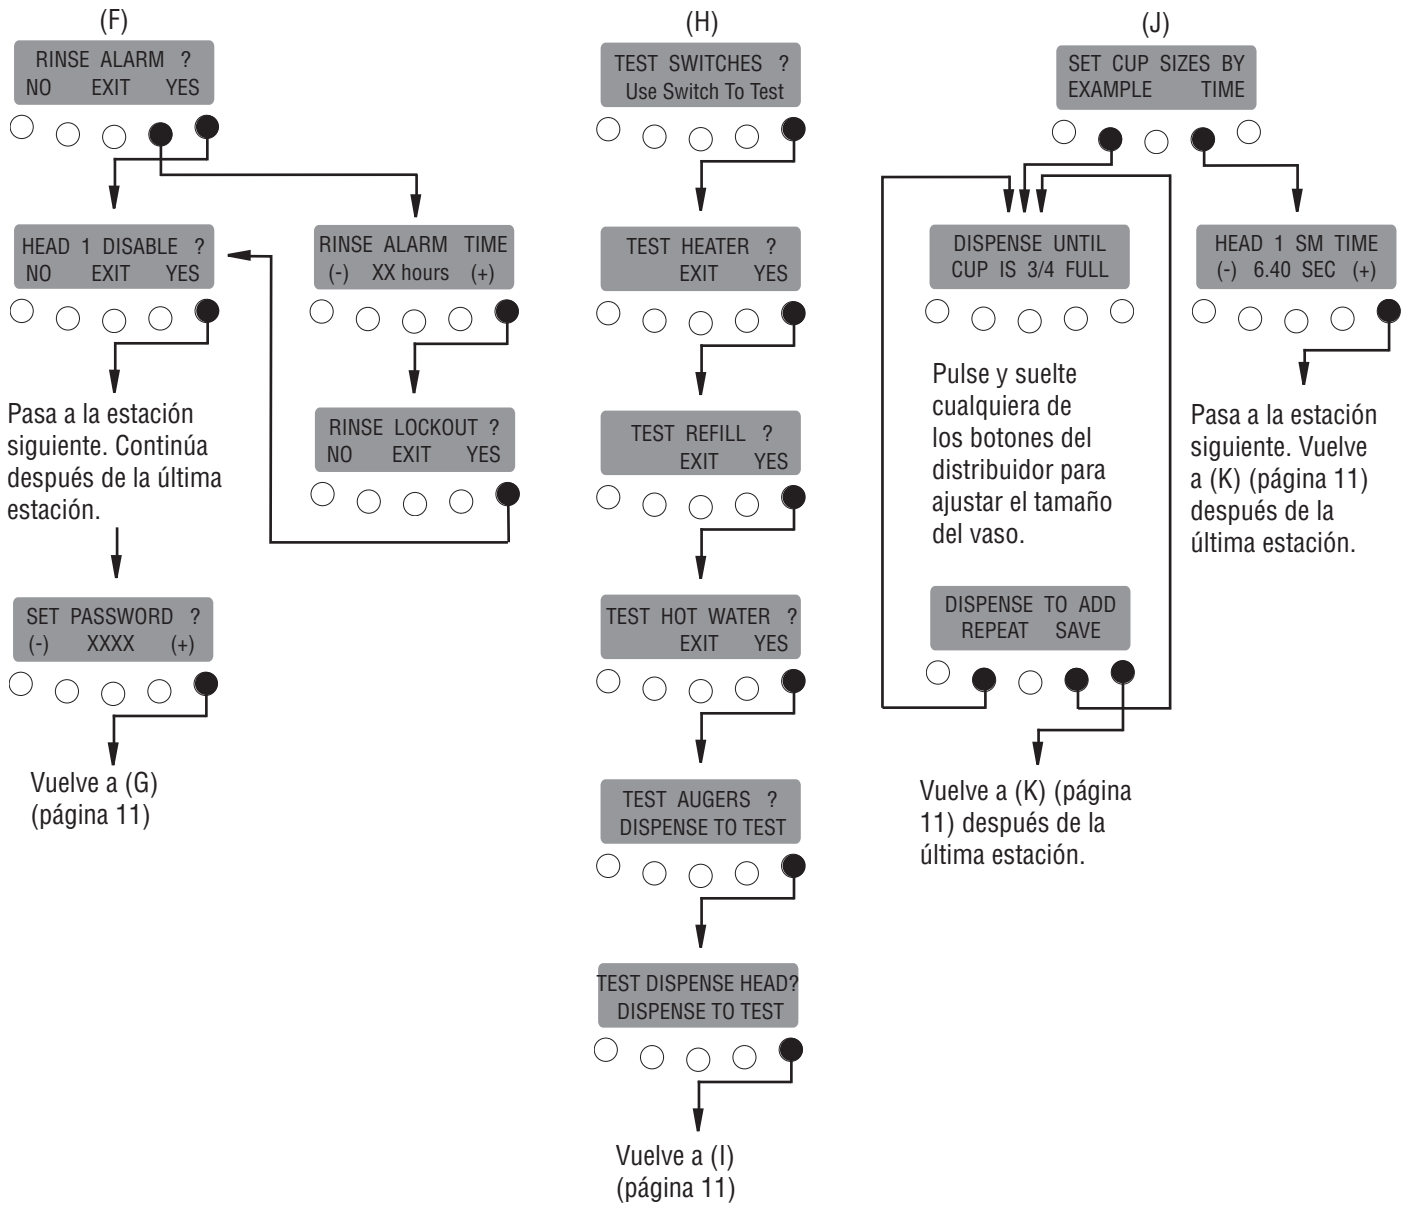 (F)
RINSE ALARM ?
NO EXIT YES
HEAD 1 DISABLE ?
NO EXIT YES
RINSE ALARM TIME
(-) XX hours (+)
Pasa a la estación
siguiente. Continúa
después de la última
estación.
RINSE LOCKOUT ?
NO EXIT YES
SET PASSWORD ?
(-) XXXX (+)
Vuelve a (G)
(página 11)
(H)
TEST SWITCHES ?
Use Switch To Test
TEST HEATER ?
EXIT YES
TEST REFILL ?
EXIT YES
TEST HOT WATER ?
EXIT YES
TEST AUGERS ?
DISPENSE TO TEST
TEST DISPENSE HEAD?
DISPENSE TO TEST
Vuelve a (I)
(página 11)
(J)
SET CUP SIZES BY
EXAMPLE TIME
DISPENSE UNTIL
CUP IS 3/4 FULL
Pulse y suelte
cualquiera de
los botones del
distribuidor para
ajustar el tamaño
del vaso.
DISPENSE TO ADD
REPEAT SAVE
Vuelve a (K) (página
11) después de la
última estación.
HEAD 1 SM TIME
(-) 6.40 SEC (+)
Pasa a la estación
siguiente. Vuelve
a (K) (página 11)
después de la
última estación.